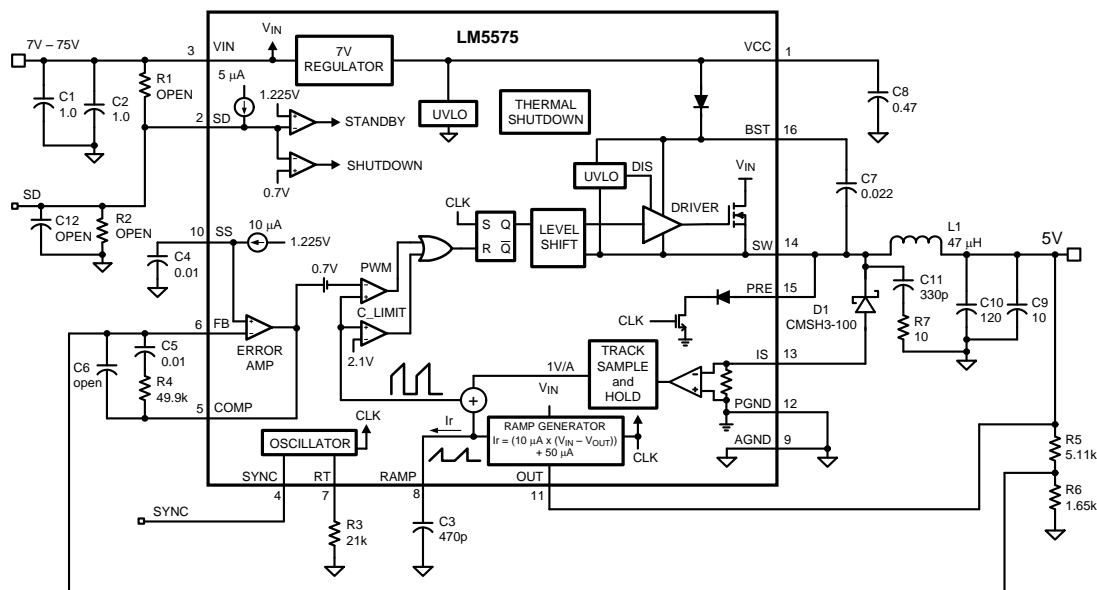 LM5575
7V – 75V
3
VIN
VIN
7V
REGULATOR
VCC
1
C1
1.0
C2
1.0
R1
OPEN
5 μA
1.225V
2
SD
STANDBY
SHUTDOWN
0.7V
UVLO
THERMAL
SHUTDOWN
C8
0.47
BST
16
SD
C12
OPEN
R2
OPEN
10
SS
10 μA
1.225V
C4
0.01
CLK
S
Q
R
Q
LEVEL
SHIFT
UVLO
DIS
DRIVER
VIN
C7
0.022
SW
14
L1
47 μH
5V
0.7V
PWM
C_LIMIT
2.1V
6
FB
ERROR
AMP
C6
open
C5
0.01
R4
49.9k
5
COMP
PRE
15
CLK
D1
CMSH3-100
C11
330p
R7
10
C10
120
C9
10
IS
13
1V/A
TRACK
SAMPLE
and
HOLD
VIN
+
PGND
12
AGND
9
Ir
RAMP GENERATOR
Ir = (10 μA x (VIN – VOUT))
+ 50 μA
CLK
OSCILLATOR
CLK
SYNC
RT
RAMP
OUT
4
7
8
11
SYNC
R3
21k
C3
470p
R5
5.11k
R6
1.65k